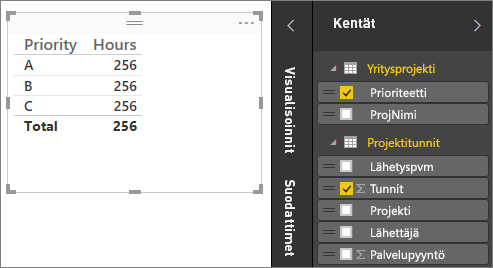 Priority Hours
A 256
B 256
C 256
Total 256
Visualisoinnit
Suodattimet
Kentät
Yritysprojekti
Prioriteetti
ProjNimi
Projektitunnit
Lähetyspvm
Σ Tunnit
Projekti
Lähettäjä
Σ Palvelupyyntö